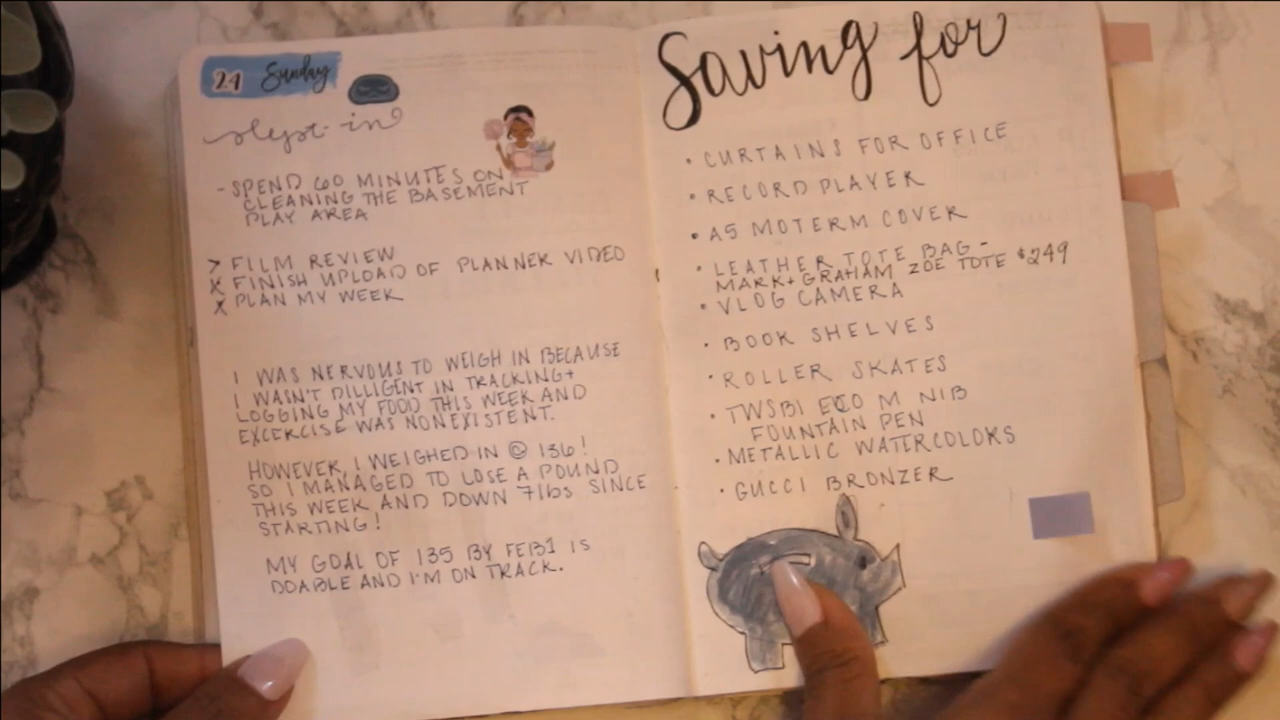 24 Sunday
slept in
- SPEND 60 MINUTES ON
CLEANING THE BASEMENT
PLAY AREA
> FILM REVIEW
X FINISH UPLOAD OF PLANNER VIDEO
X PLAN MY WEEK
I WAS NERVOUS TO WEIGH IN BECAUSE
I WASN'T DILLIGENT IN TRACKING +
LOGGING MY FOOD THIS WEEK AND
EXCERCISE WAS NONEXISTENT.
HOWEVER, I WEIGHED IN @ 136!
SO I MANAGED TO LOSE A POUND
THIS WEEK AND DOWN 7lbs SINCE
STARTING!
MY GOAL OF 135 BY FEB 1 IS
DOABLE AND I'M ON TRACK.
Saving for
• CURTAINS FOR OFFICE
• RECORD PLAYER
• A5 MOTERM COVER
• LEATHER TOTE BAG -
MARK + GRAHAM ZOE TOTE $249
• VLOG CAMERA
• BOOK SHELVES
• ROLLER SKATES
• TWSBI ECO M NIB
FOUNTAIN PEN
• METALLIC WATERCOLORS
• GUCCI BRONZER